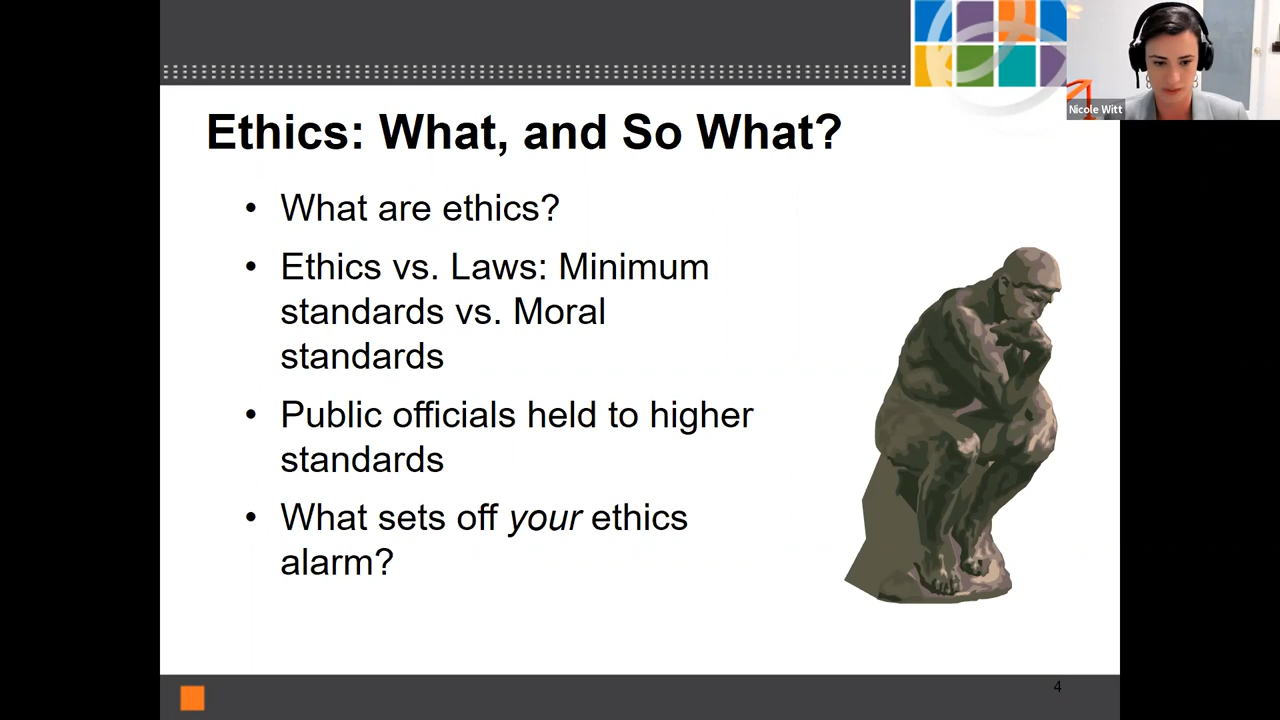 Nicole Witt
Ethics: What, and So What?
• What are ethics?
• Ethics vs. Laws: Minimum
standards vs. Moral
standards
• Public officials held to higher
standards
• What sets off your ethics
alarm?
4